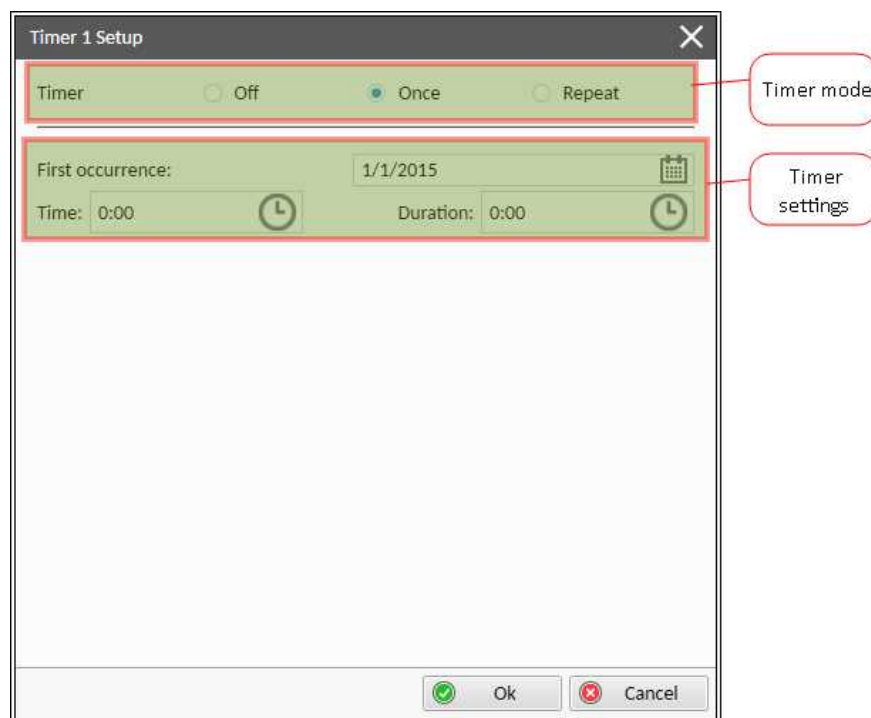 Timer 1 Setup
Timer Off Once Repeat
Timer mode
First occurrence: 1/1/2015
Time: 0:00 Duration: 0:00
Timer
settings
Ok Cancel